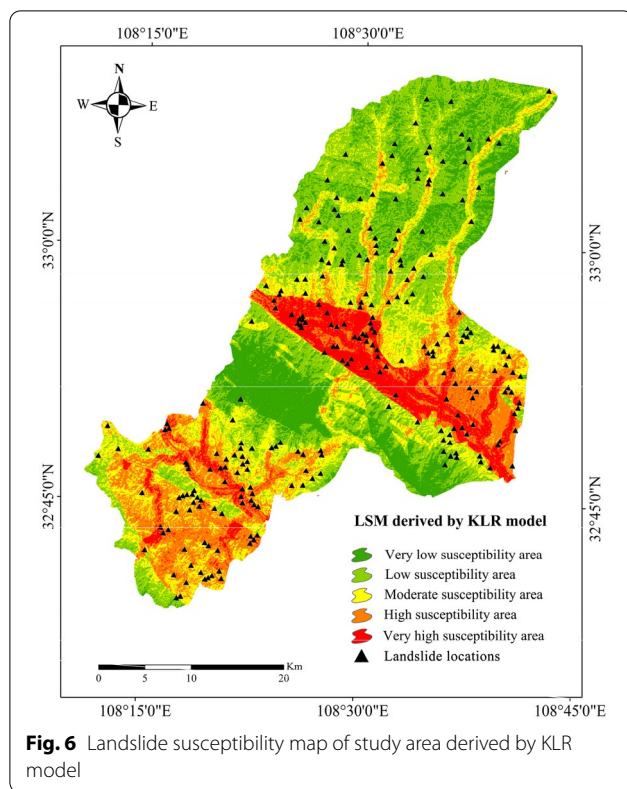 108°15'0"E 108°30'0"E
N
W E
S
33°0'0"N 33°0'0"N
32°45'0"N 32°45'0"N
LSM derived by KLR model
Very low susceptibility area
Low susceptibility area
Moderate susceptibility area
High susceptibility area
Very high susceptibility area
Landslide locations
Km
0 5 10 20
108°15'0"E 108°30'0"E 108°45'0"E
Fig. 6 Landslide susceptibility map of study area derived by KLR
model